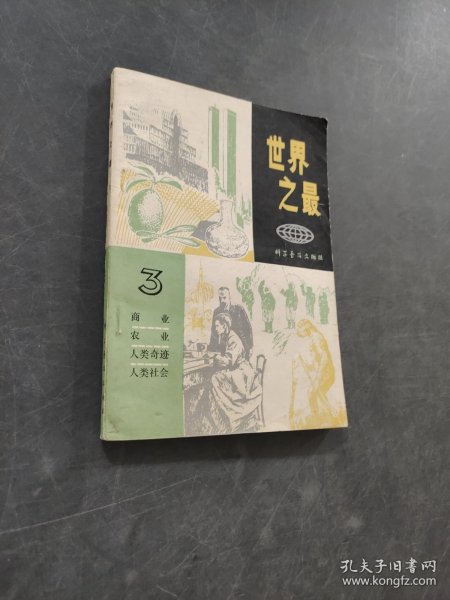 世界
之最
科学普及出版社
3
商业
农业
人类奇迹
人类社会
孔夫子旧书网
www.kongfz.com